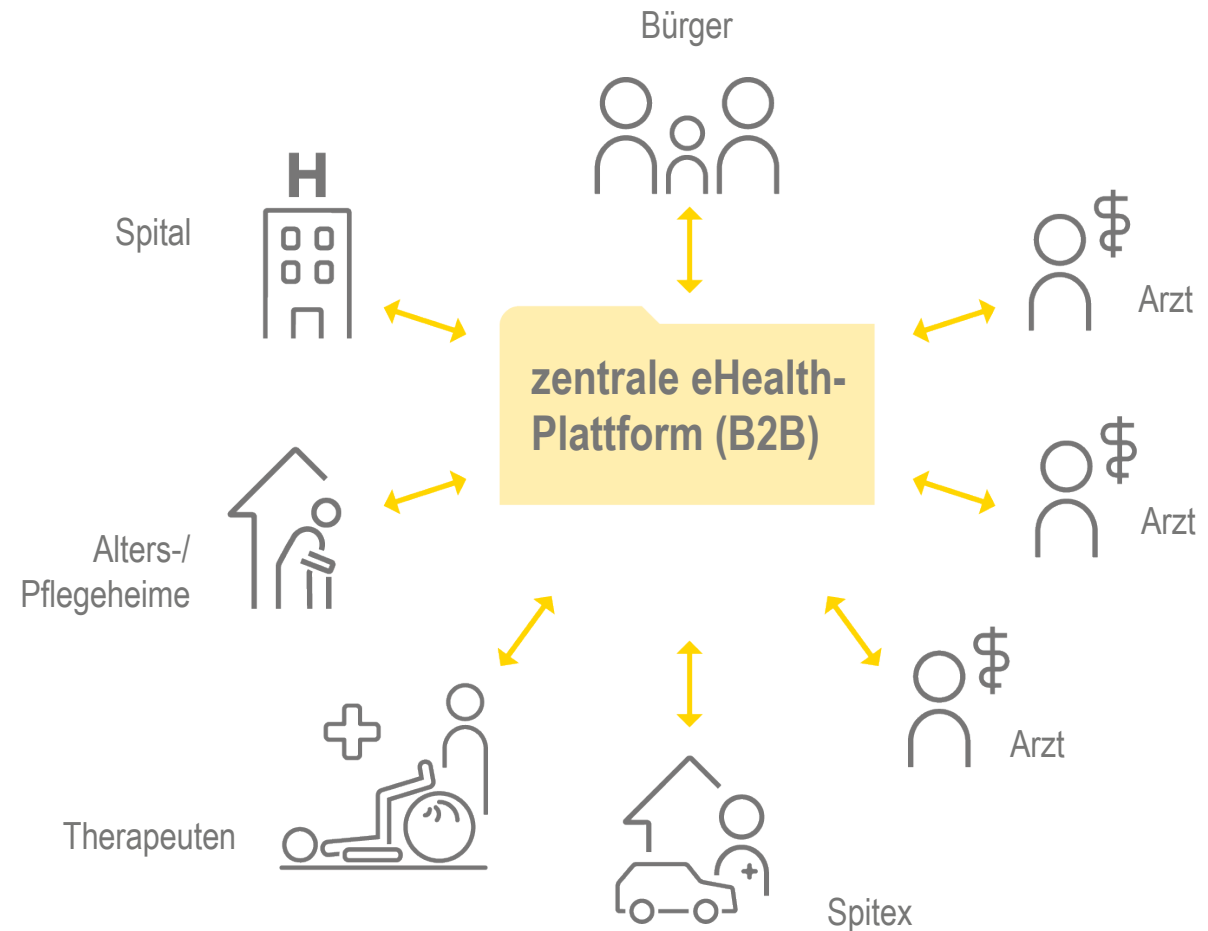 Bürger
H
Spital
Arzt
zentrale eHealth-
Plattform (B2B)
Arzt
Alters-/
Pflegeheime
Arzt
Therapeuten
Spitex